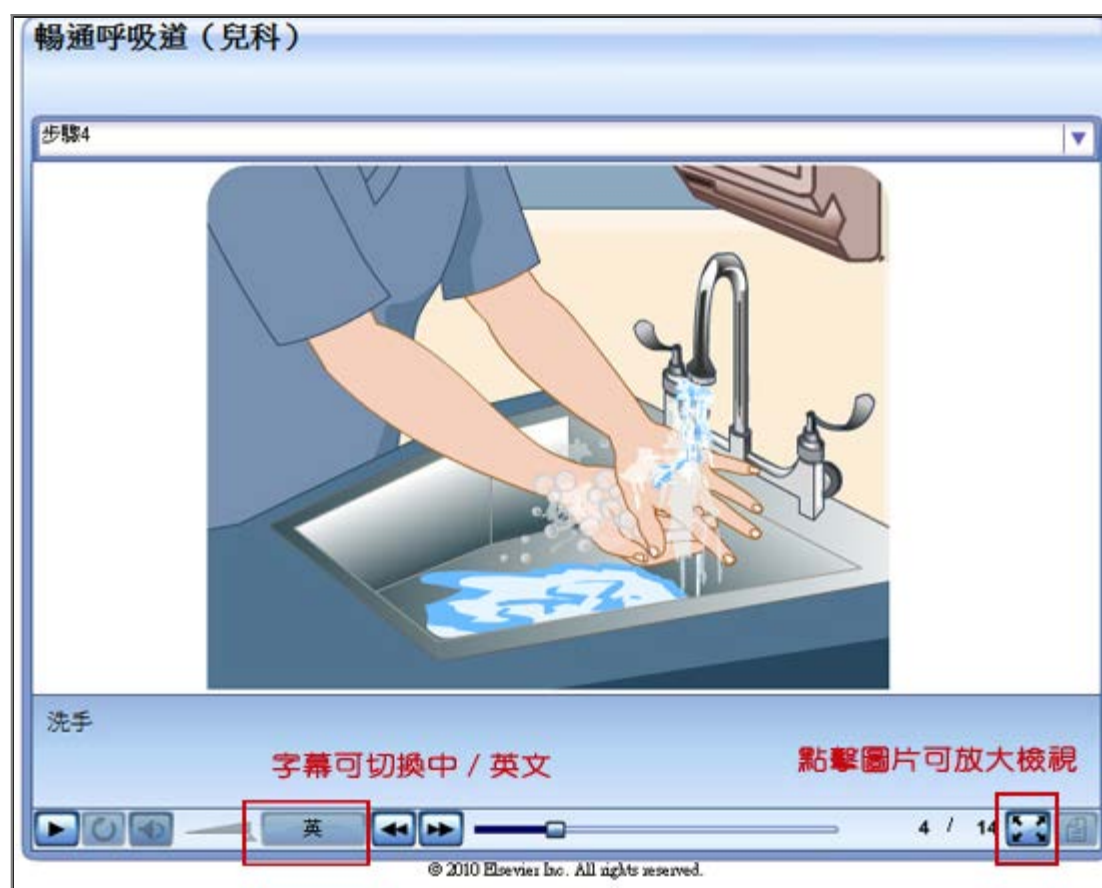 暢通呼吸道（兒科）
步驟4
洗手
字幕可切換中 / 英文
點擊圖片可放大檢視
英
4 / 14
© 2010 Elsevier Inc. All rights reserved.